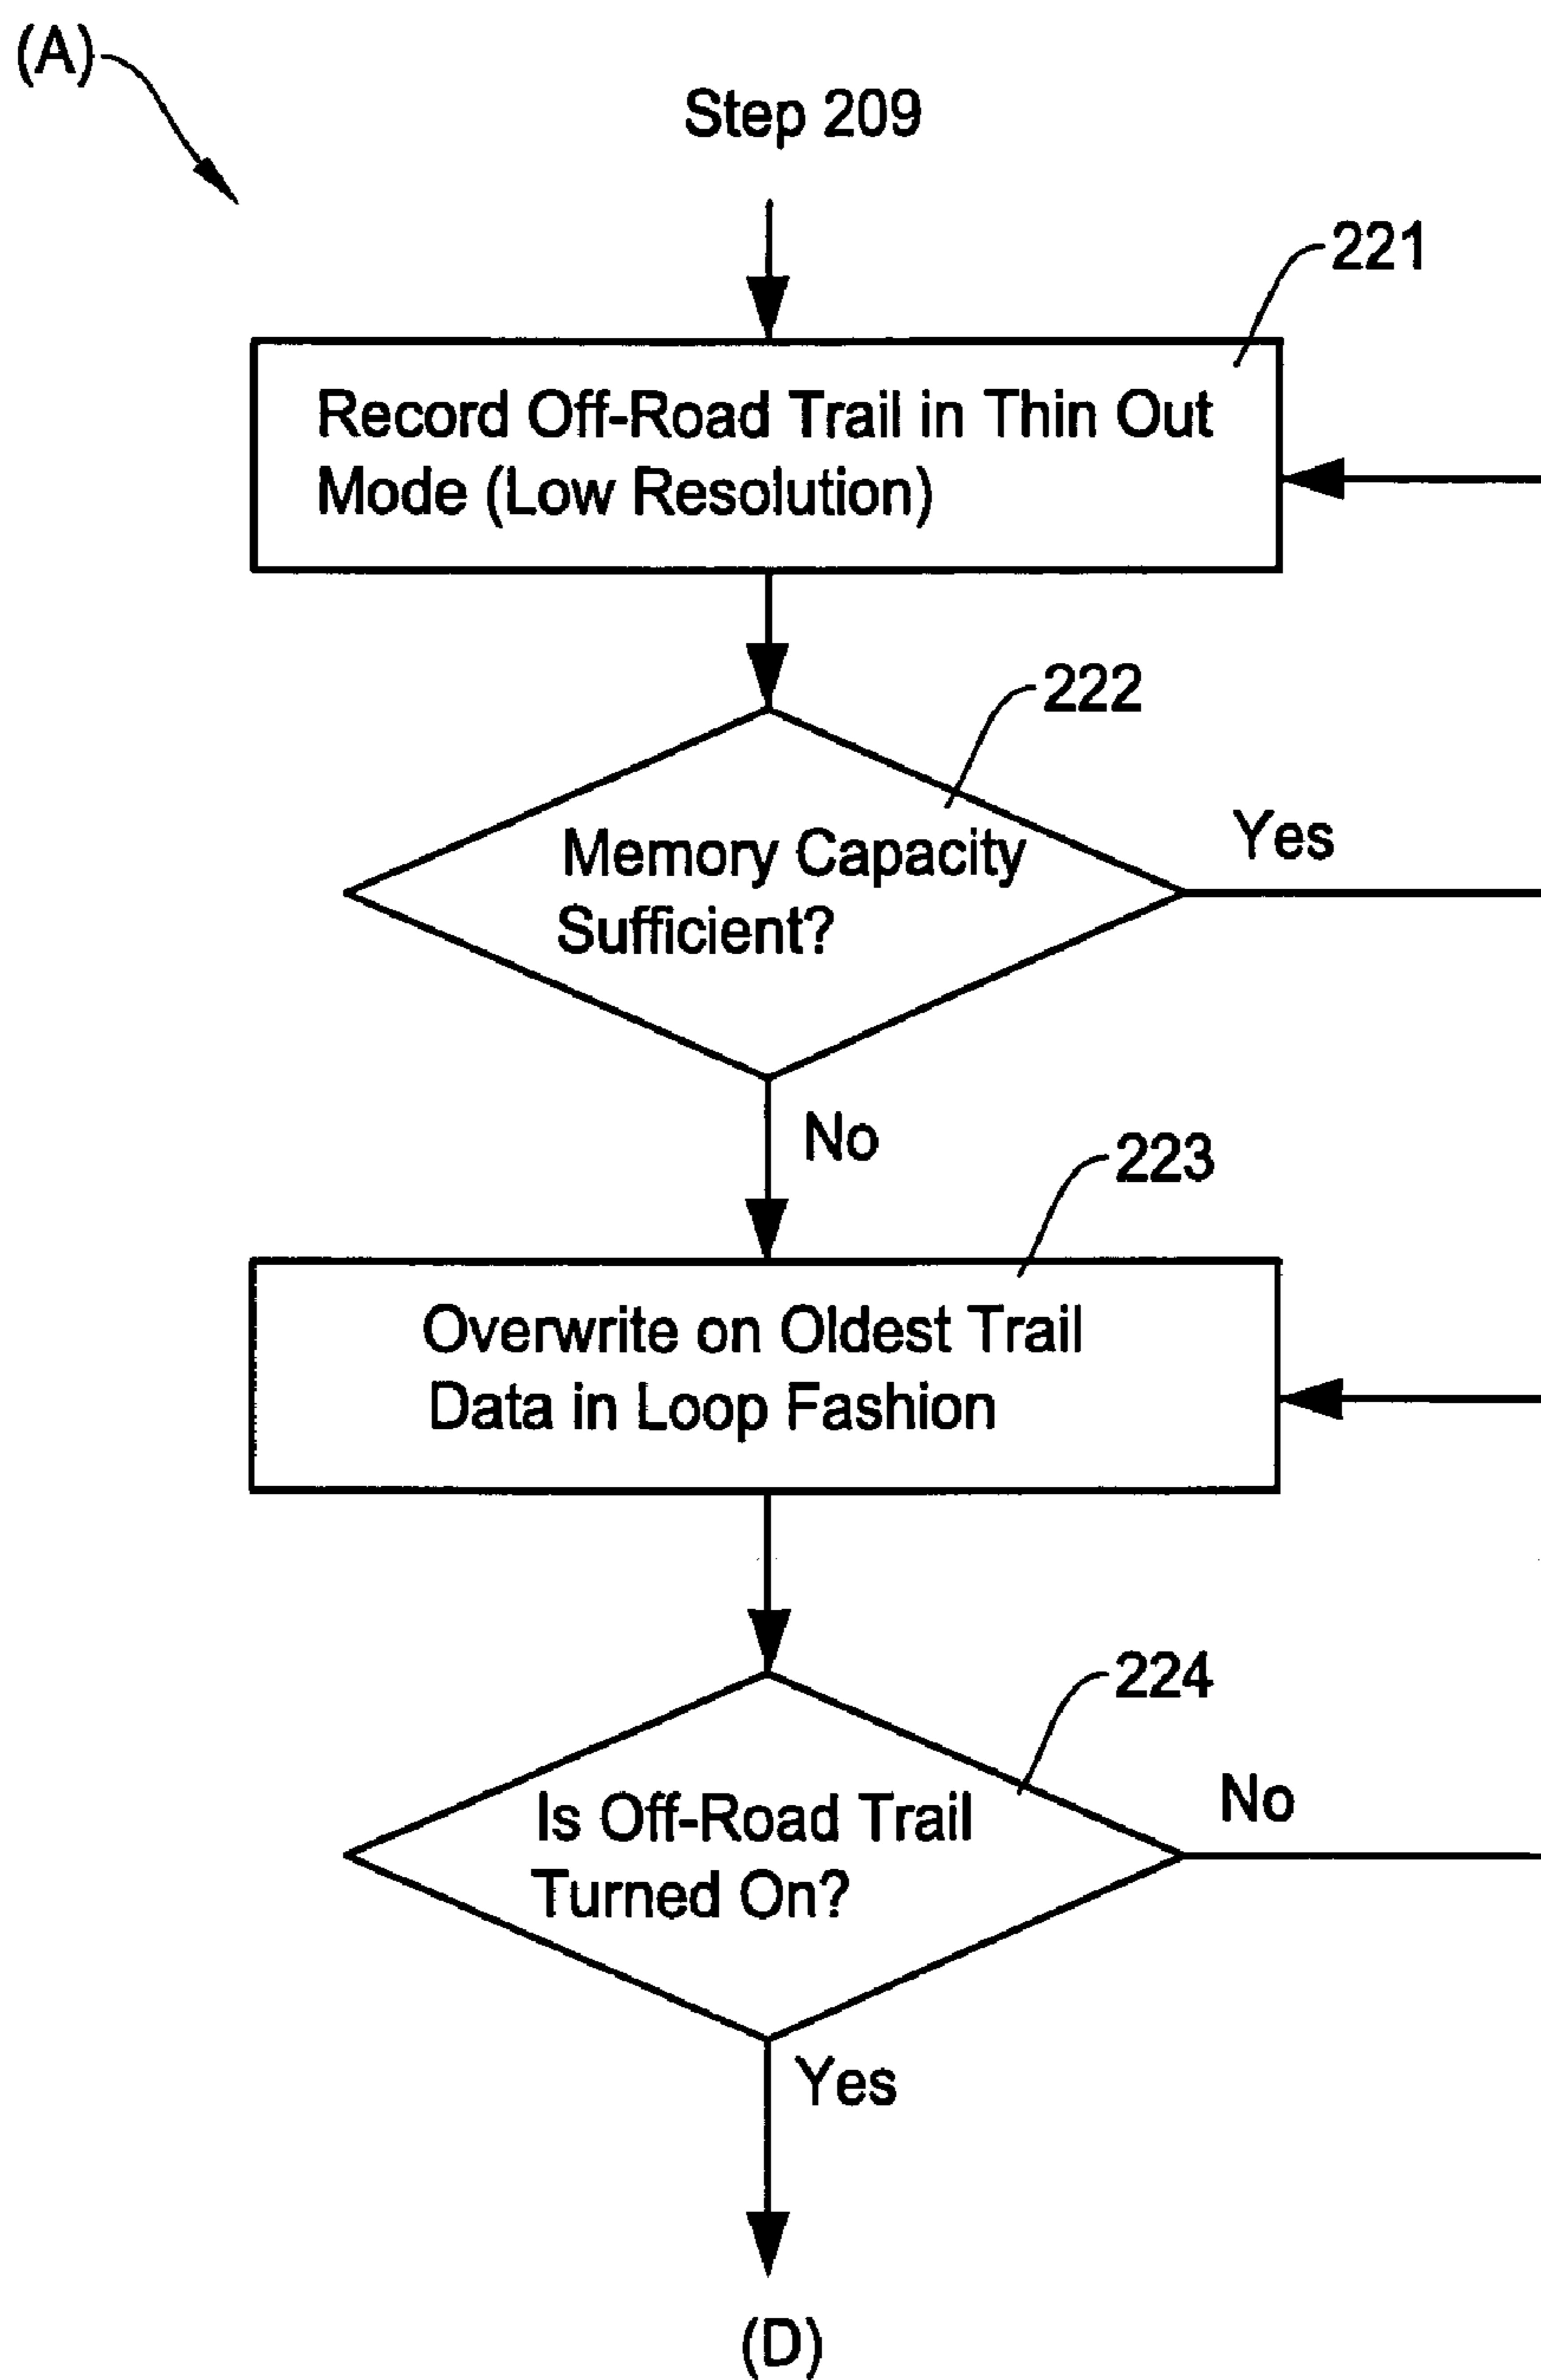 (A)
Step 209
221
Record Off-Road Trail in Thin Out
Mode (Low Resolution)
222
Memory Capacity
Sufficient?
Yes
No
223
Overwrite on Oldest Trail
Data in Loop Fashion
224
Is Off-Road Trail
Turned On?
No
Yes
(D)